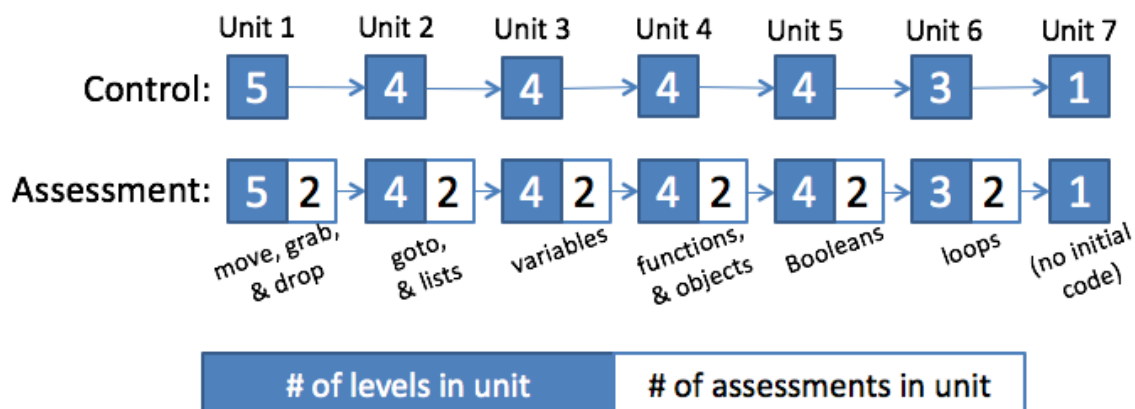 Unit 1 Unit 2 Unit 3 Unit 4 Unit 5 Unit 6 Unit 7
Control: 5 4 4 4 4 3 1
Assessment: 5 2 4 2 4 2 4 2 4 2 3 2 1
move, grab,
& drop
goto,
& lists
variables
functions,
& objects
Booleans
loops
(no initial
code)
# of levels in unit # of assessments in unit